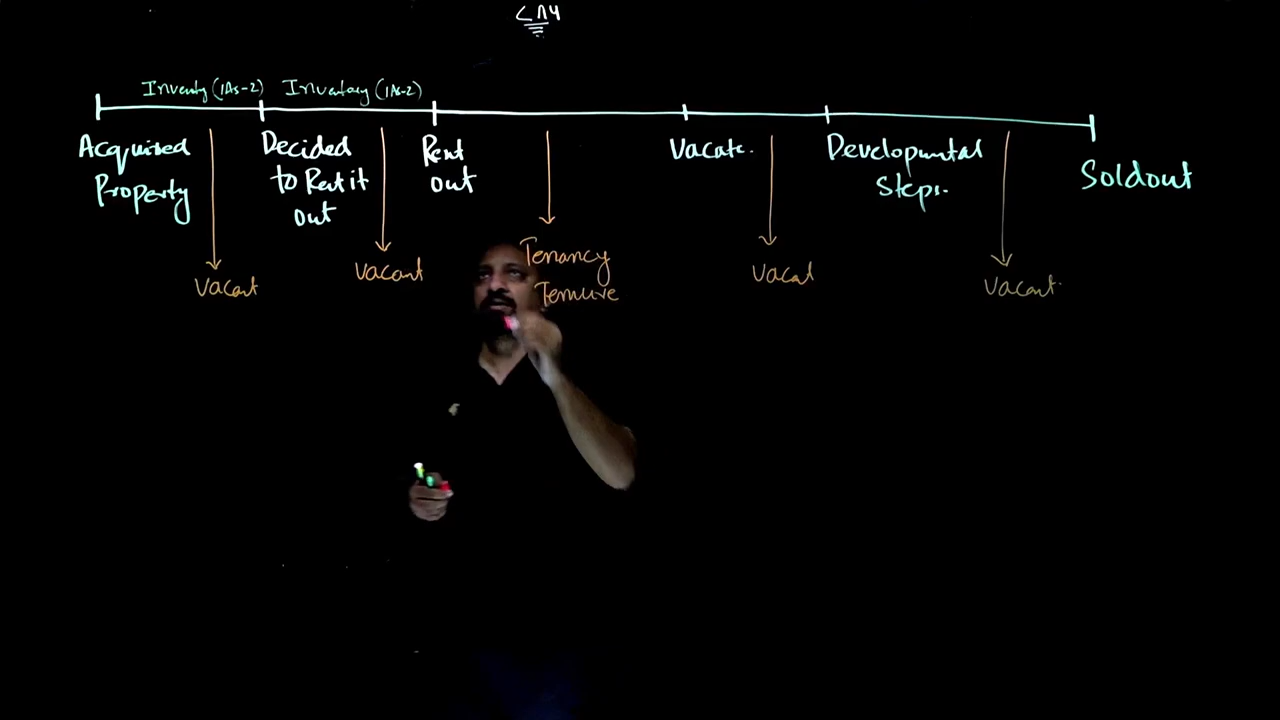 Inventy (IAs-2) Inventory (IAS-2)
Acquired
Property
Decided
to Rent it
out
Rent
out
Vacate.
Developmental
Steps.
Soldout
Vacant
Vacant
Tenancy
Tenure
Vacat
Vacant.